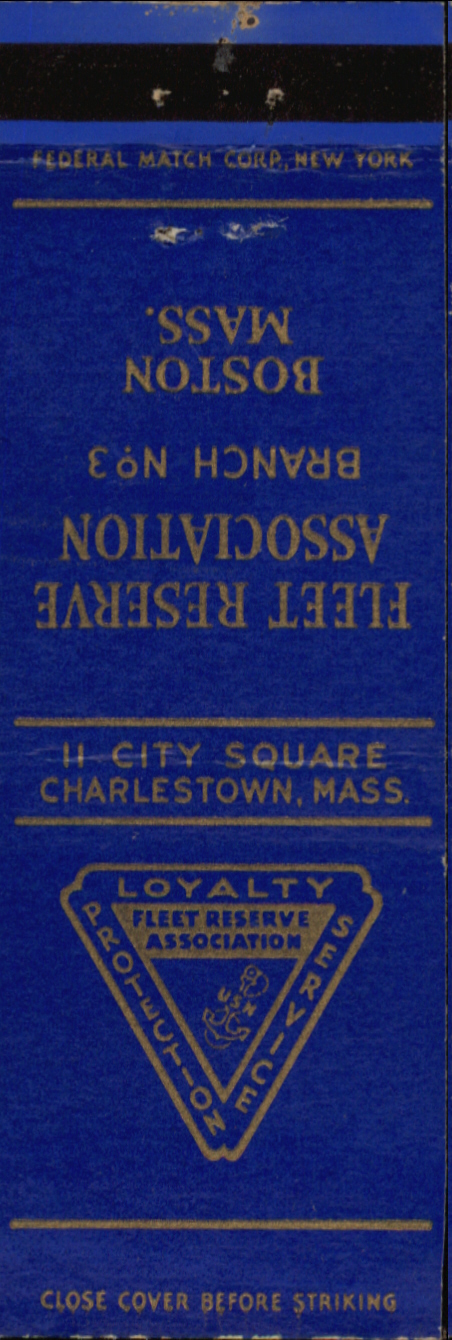 FEDERAL MATCH CORP., NEW YORK
FLEET RESERVE
ASSOCIATION
BRANCH Nº3
BOSTON
MASS.
11 CITY SQUARE
CHARLESTOWN, MASS.
LOYALTY
PROTECTION
SERVICE
FLEET RESERVE
ASSOCIATION
USN
CLOSE COVER BEFORE STRIKING